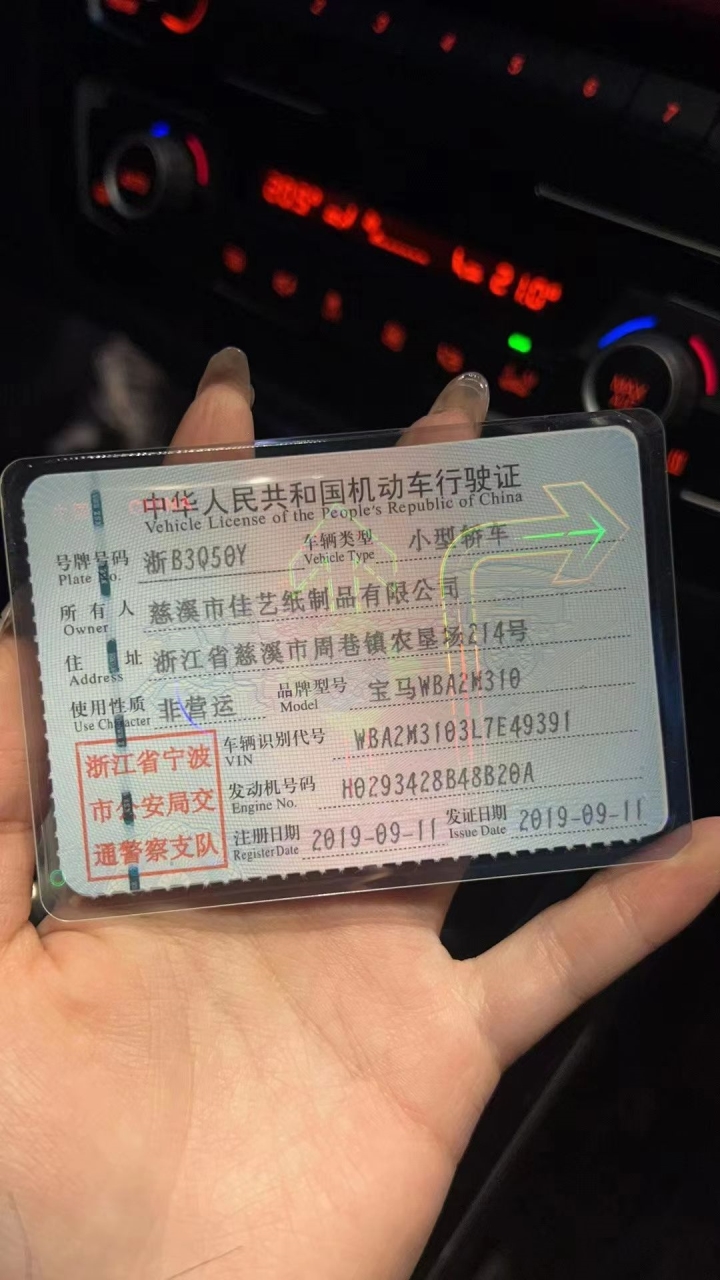 2
3
4
5
6
7
中华人民共和国机动车行驶证
Vehicle License of the People's Republic of China
号牌号码 浙B3Q50Y 车辆类型 小型轿车
Plate No. Vehicle Type
所有人 慈溪市佳艺纸制品有限公司
Owner
住址 浙江省慈溪市周巷镇农垦场214号
Address
使用性质 非营运 品牌型号 宝马WBA2M310
Use Character Model
浙江省宁波
市公安局交
通警察支队
车辆识别代号 WBA2M3103L7E49391
VIN
发动机号码 H0293428B48B20A
Engine No.
注册日期 2019-09-11 发证日期 2019-09-11
Register Date Issue Date